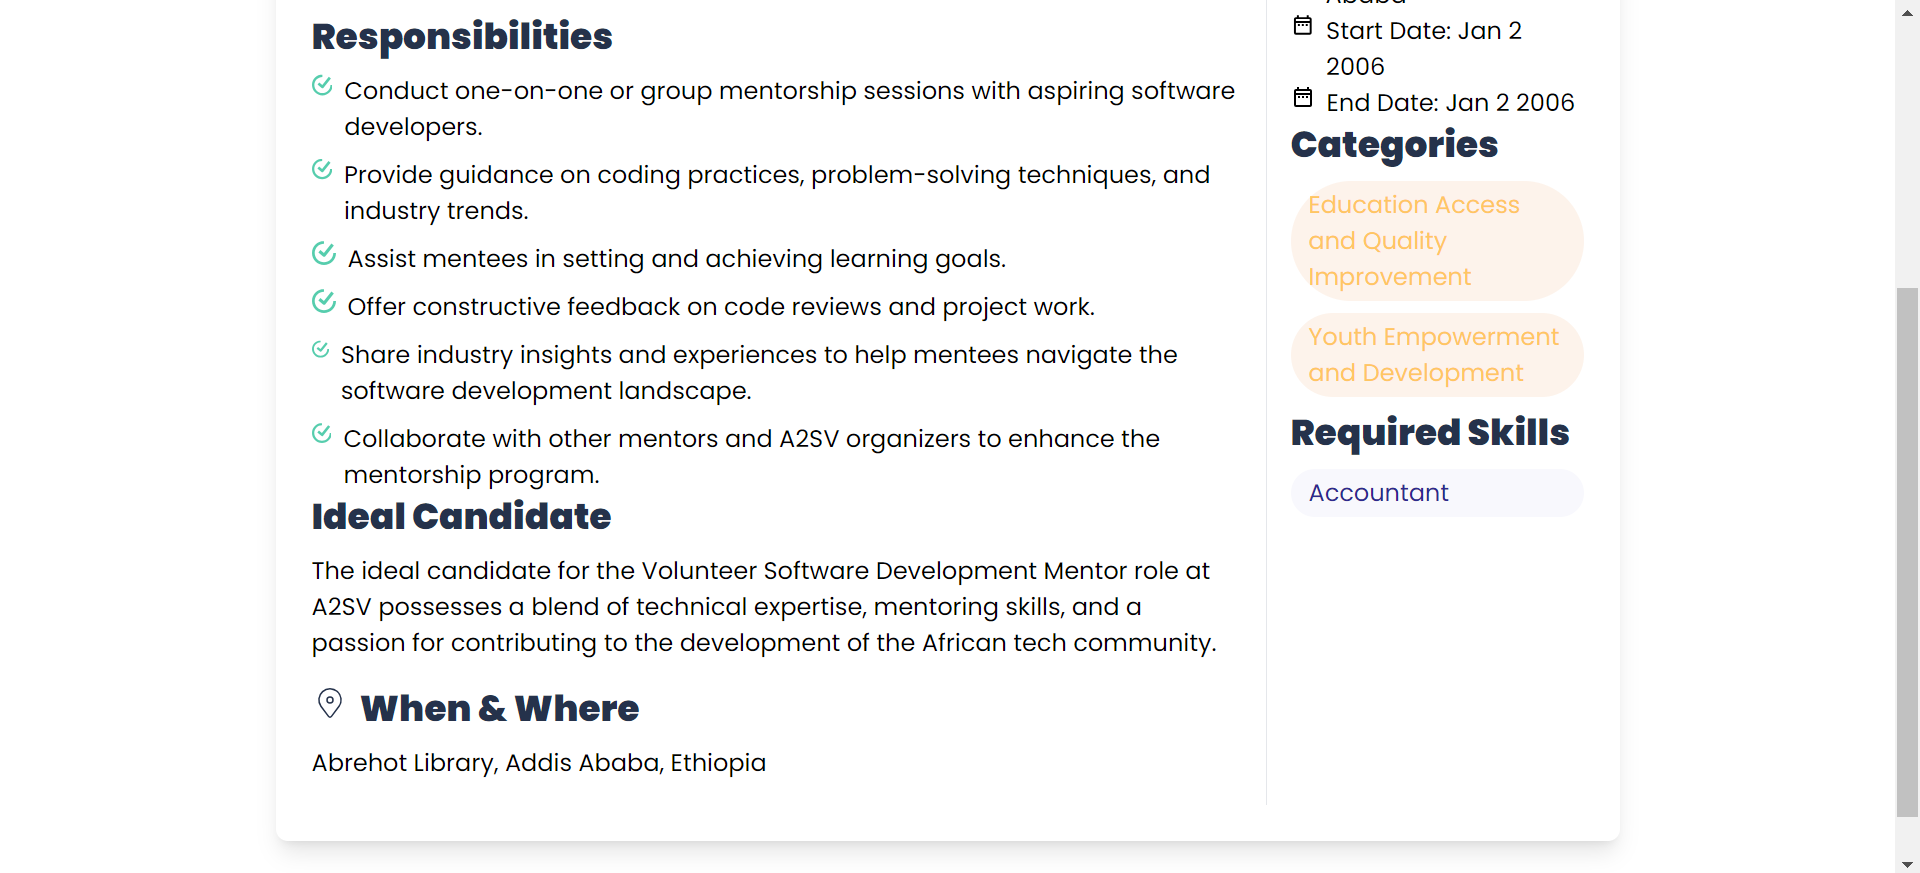 Responsibilities
Conduct one-on-one or group mentorship sessions with aspiring software
developers.
Provide guidance on coding practices, problem-solving techniques, and
industry trends.
Assist mentees in setting and achieving learning goals.
Offer constructive feedback on code reviews and project work.
Share industry insights and experiences to help mentees navigate the
software development landscape.
Collaborate with other mentors and A2SV organizers to enhance the
mentorship program.
Ideal Candidate
The ideal candidate for the Volunteer Software Development Mentor role at
A2SV possesses a blend of technical expertise, mentoring skills, and a
passion for contributing to the development of the African tech community.
When & Where
Abrehot Library, Addis Ababa, Ethiopia
Ababa
Start Date: Jan 2
2006
End Date: Jan 2 2006
Categories
Education Access
and Quality
Improvement
Youth Empowerment
and Development
Required Skills
Accountant